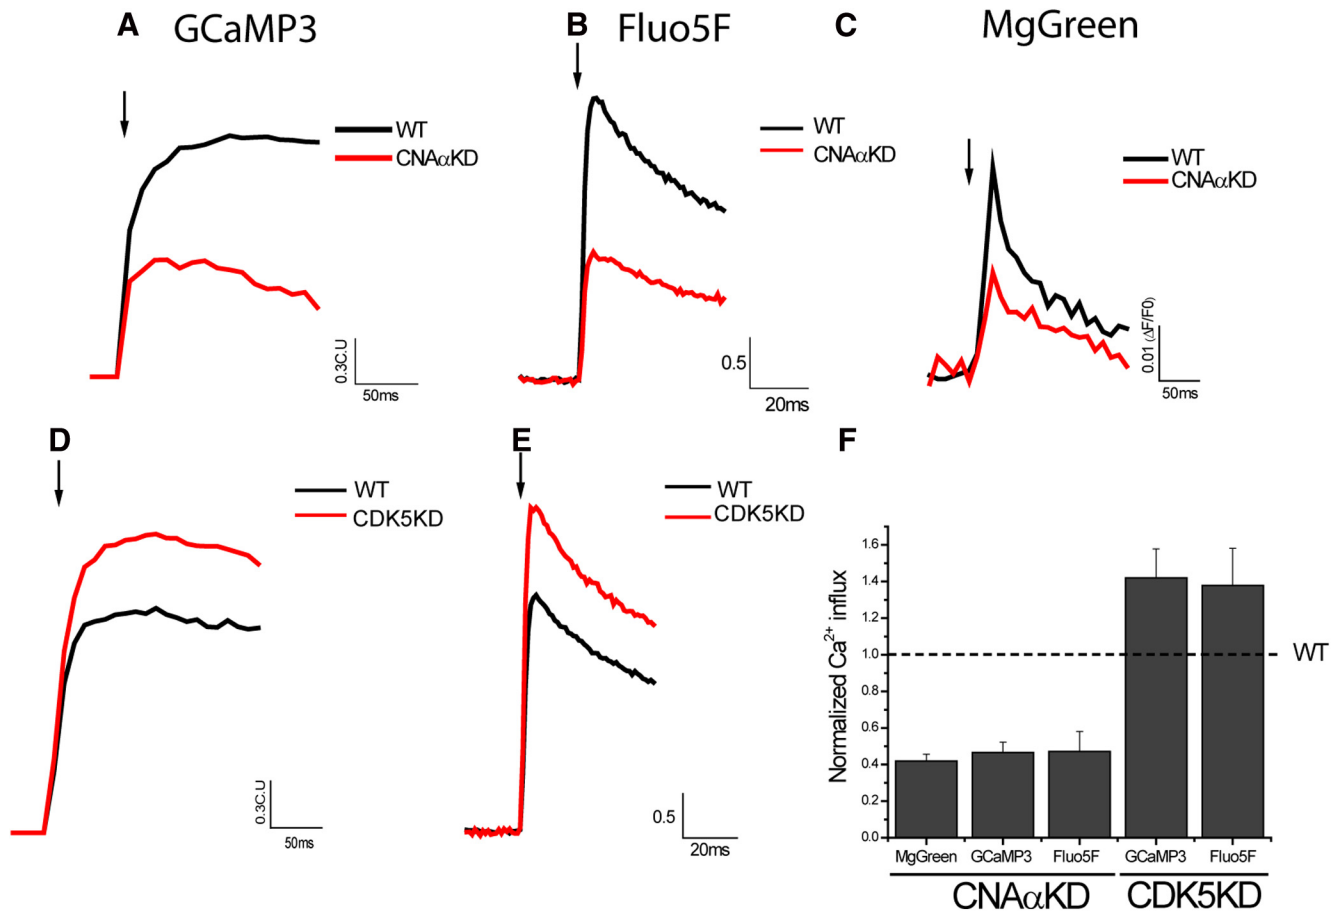 A GCaMP3
WT
CNAαKD
0.3C.U
50ms
B Fluo5F
WT
CNAαKD
0.5
20ms
C MgGreen
WT
CNAαKD
0.01 (ΔF/F0)
50ms
D
WT
CDK5KD
0.3C.U
50ms
E
WT
CDK5KD
0.5
20ms
F
Normalized Ca²⁺ influx
1.6
1.4
1.2
1.0
0.8
0.6
0.4
0.2
0.0
WT
MgGreen GCaMP3 Fluo5F GCaMP3 Fluo5F
CNAαKD CDK5KD